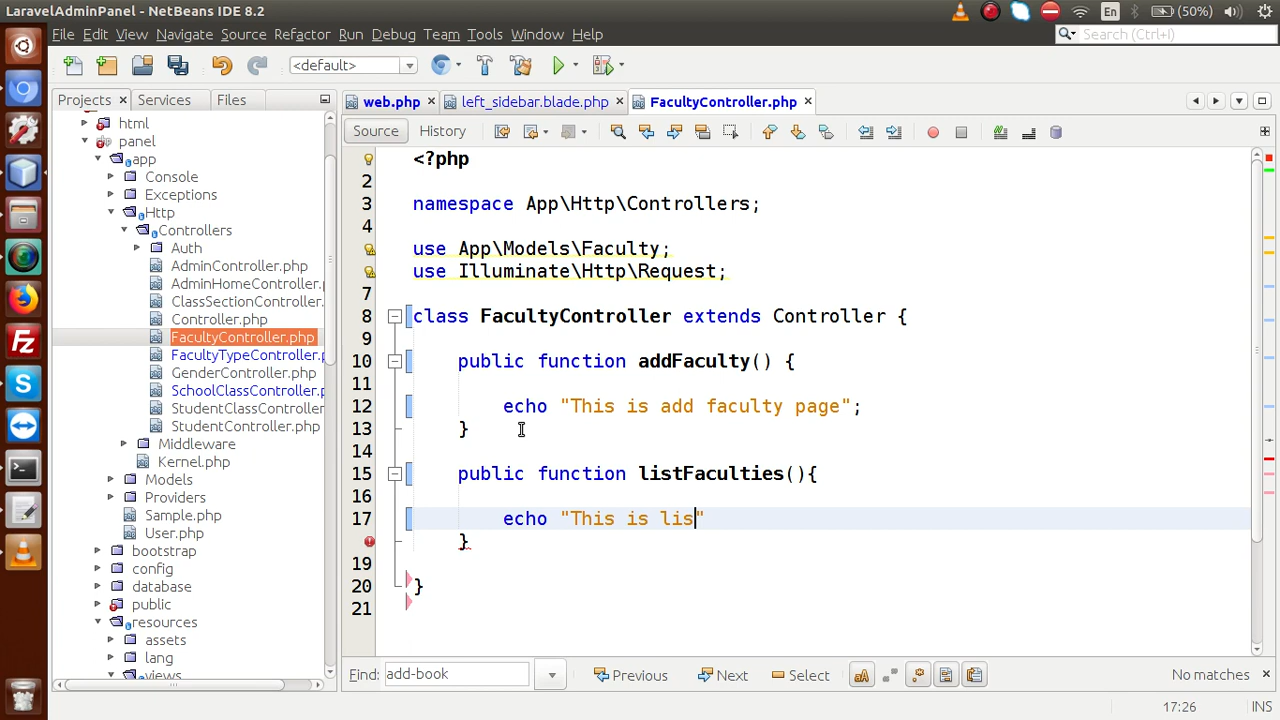 LaravelAdminPanel - NetBeans IDE 8.2
En
(50%)
File Edit View Navigate Source Refactor Run Debug Team Tools Window Help
Search (Ctrl+I)
<default>
Projects Services Files
web.php left_sidebar.blade.php FacultyController.php
Source History
html
panel
app
Console
Exceptions
Http
Controllers
Auth
AdminController.php
AdminHomeController.
ClassSectionController.
Controller.php
FacultyController.php
FacultyTypeController.
GenderController.php
SchoolClassController.
StudentClassController
StudentController.php
Middleware
Kernel.php
Models
Providers
Sample.php
User.php
bootstrap
config
database
public
resources
assets
lang
views
<?php
2
3 namespace App\Http\Controllers;
4
use App\Models\Faculty;
use Illuminate\Http\Request;
7
8 class FacultyController extends Controller {
9
10 public function addFaculty() {
11
12 echo "This is add faculty page";
13 }
14
15 public function listFaculties(){
16
17 echo "This is lis"
}
19
20 }
21
Find: add-book Previous Next Select aA No matches
17:26 INS